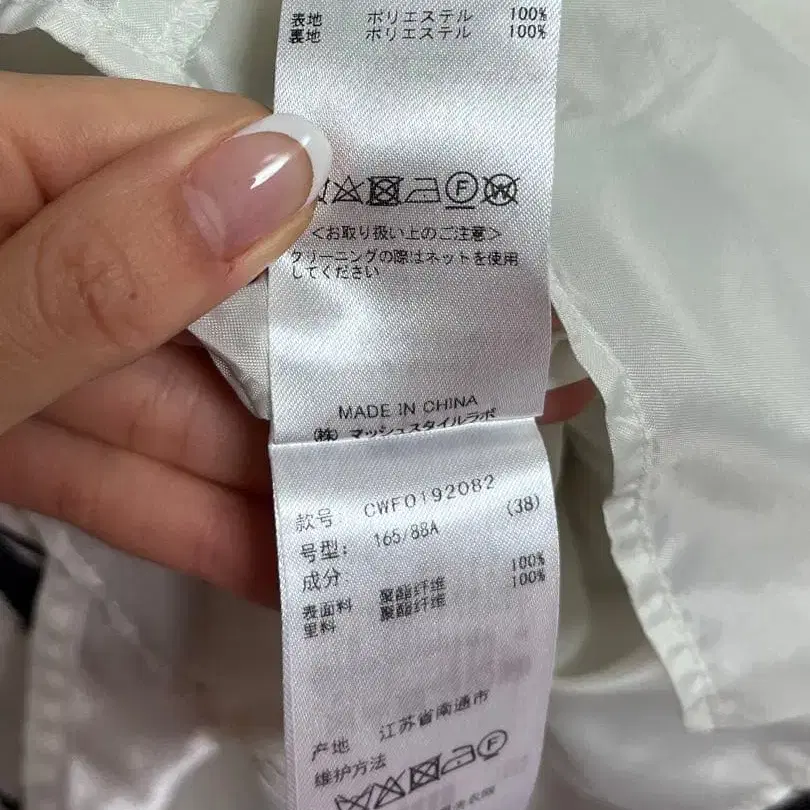 表地 ポリエステル 100%
裏地 ポリエステル 100%
F W
<お取り扱い上のご注意>
クリーニングの際はネットを使用
してください
MADE IN CHINA
㈱ マッシュスタイルラボ
款号: CWFO192082
号型: 165/88A (38)
成分
表面料 聚酯纤维 100%
里料 聚酯纤维 100%
产地 江苏省南通市
维护方法
F